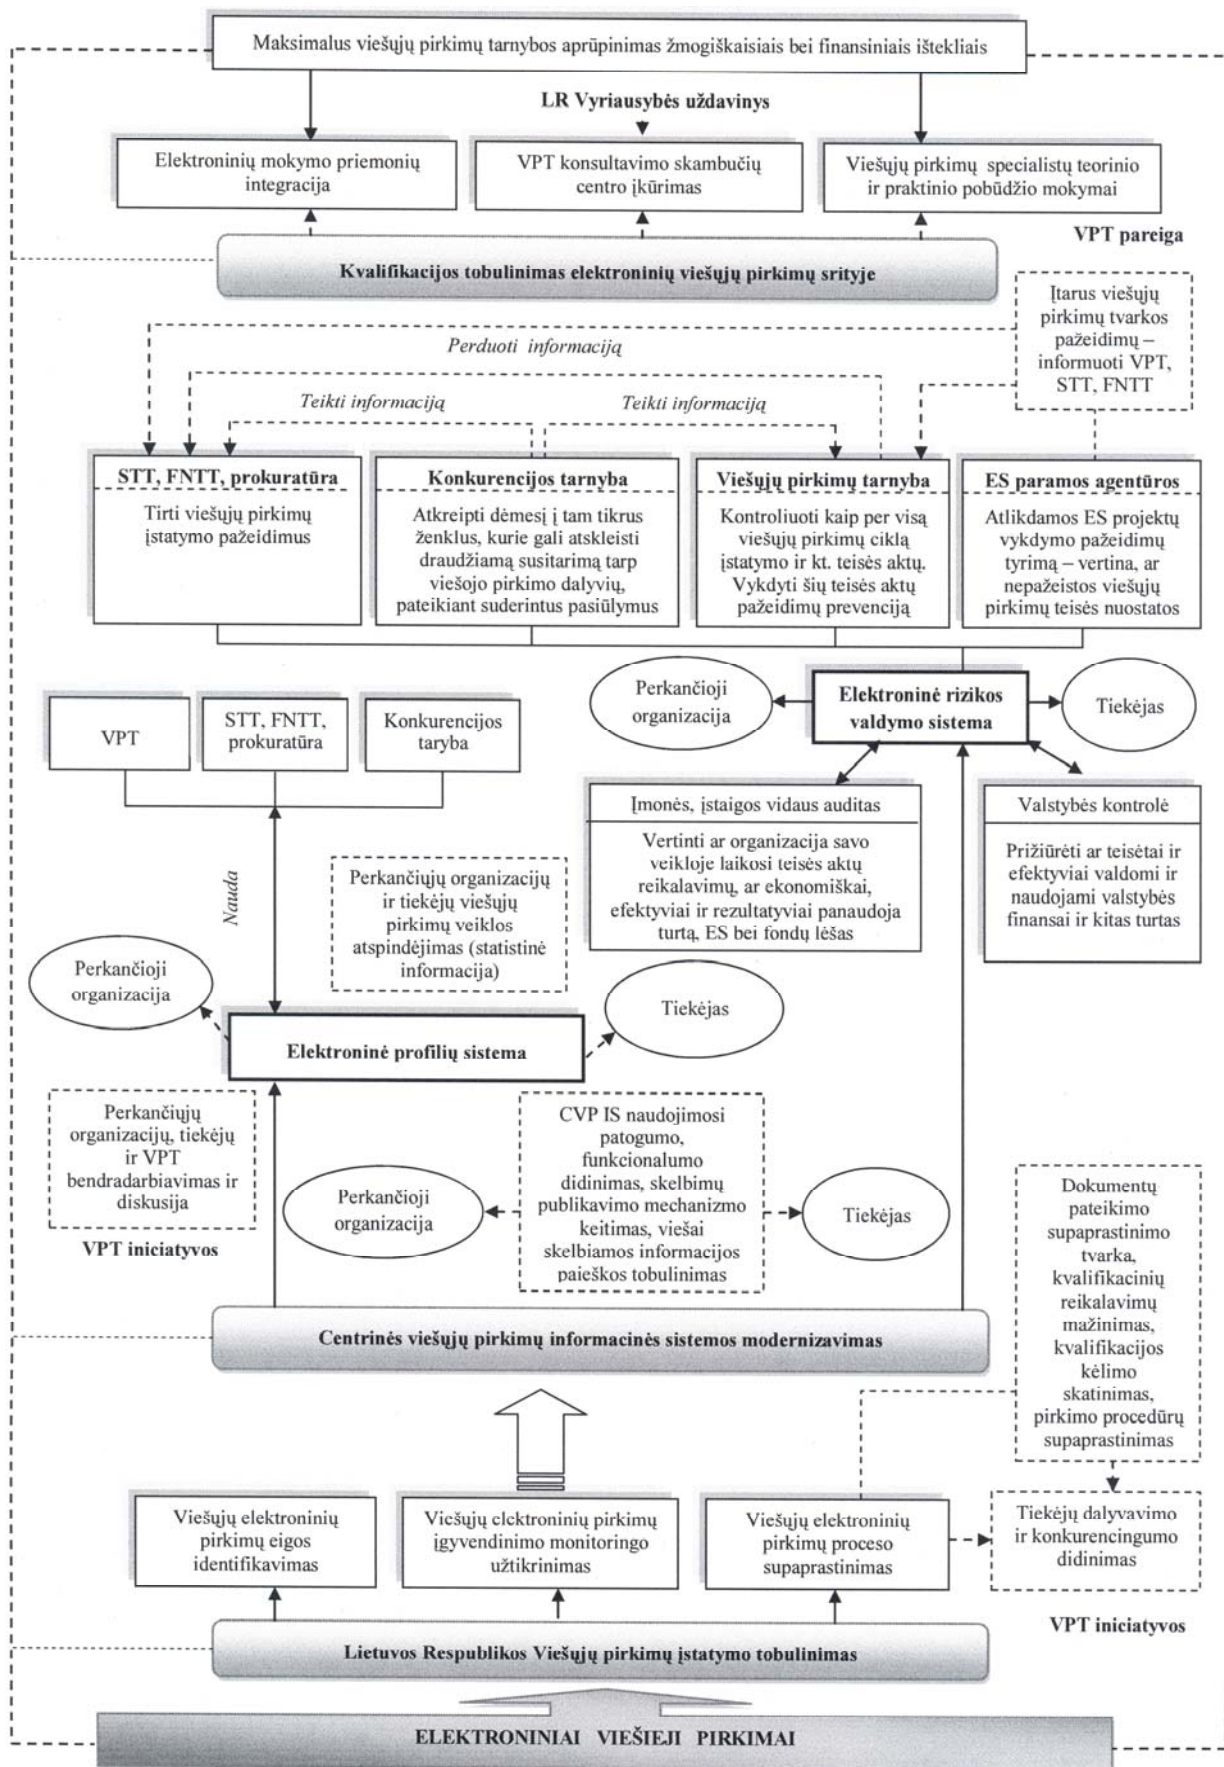 Maksimalus viešųjų pirkimų tarnybos aprūpinimas žmogiškaisiais bei finansiniais ištekliais
LR Vyriausybės uždavinys
Elektroninių mokymo priemonių
integracija
VPT konsultavimo skambučių
centro įkūrimas
Viešųjų pirkimų specialistų teorinio
ir praktinio pobūdžio mokymai
VPT pareiga
Kvalifikacijos tobulinimas elektroninių viešųjų pirkimų srityje
Įtarus viešųjų
pirkimų tvarkos
pažeidimų –
informuoti VPT,
STT, FNTT
Perduoti informaciją
Teikti informaciją
Teikti informaciją
STT, FNTT, prokuratūra
Tirti viešųjų pirkimų
įstatymo pažeidimus
Konkurencijos tarnyba
Atkreipti dėmesį į tam tikrus
ženklus, kurie gali atskleisti
draudžiamą susitarimą tarp
viešojo pirkimo dalyvių,
pateikiant suderintus pasiūlymus
Viešųjų pirkimų tarnyba
Kontroliuoti kaip per visą
viešųjų pirkimų ciklą
įstatymo ir kt. teisės aktų.
Vykdyti šių teisės aktų
pažeidimų prevenciją
ES paramos agentūros
Atlikdamos ES projektų
vykdymo pažeidimų
tyrimą – vertina, ar
nepažeistos viešųjų
pirkimų teisės nuostatos
Perkančioji
organizacija
Elektroninė rizikos
valdymo sistema
Tiekėjas
VPT
STT, FNTT,
prokuratūra
Konkurencijos
taryba
Įmonės, įstaigos vidaus auditas
Vertinti ar organizacija savo
veikloje laikosi teisės aktų
reikalavimų, ar ekonomiškai,
efektyviai ir rezultatyviai panaudoja
turtą, ES bei fondų lėšas
Valstybės kontrolė
Prižiūrėti ar teisėtai ir
efektyviai valdomi ir
naudojami valstybės
finansai ir kitas turtas
Nauda
Perkančiųjų organizacijų
ir tiekėjų viešųjų
pirkimų veiklos
atspindėjimas (statistinė
informacija)
Perkančioji
organizacija
Tiekėjas
Elektroninė profilių sistema
Perkančiųjų
organizacijų, tiekėjų
ir VPT
bendradarbiavimas ir
diskusija
VPT iniciatyvos
Perkančioji
organizacija
CVP IS naudojimosi
patogumo,
funkcionalumo
didinimas, skelbimų
publikavimo mechanizmo
keitimas, viešai
skelbiamos informacijos
paieškos tobulinimas
Tiekėjas
Dokumentų
pateikimo
supaprastinimo
tvarka,
kvalifikacinių
reikalavimų
mažinimas,
kvalifikacijos
kėlimo
skatinimas,
pirkimo procedūrų
supaprastinimas
Centrinės viešųjų pirkimų informacinės sistemos modernizavimas
Viešųjų elektroninių
pirkimų eigos
identifikavimas
Viešųjų elektroninių pirkimų
įgyvendinimo monitoringo
užtikrinimas
Viešųjų elektroninių
pirkimų proceso
supaprastinimas
Tiekėjų dalyvavimo
ir konkurencingumo
didinimas
VPT iniciatyvos
Lietuvos Respublikos Viešųjų pirkimų įstatymo tobulinimas
ELEKTRONINIAI VIEŠIEJI PIRKIMAI